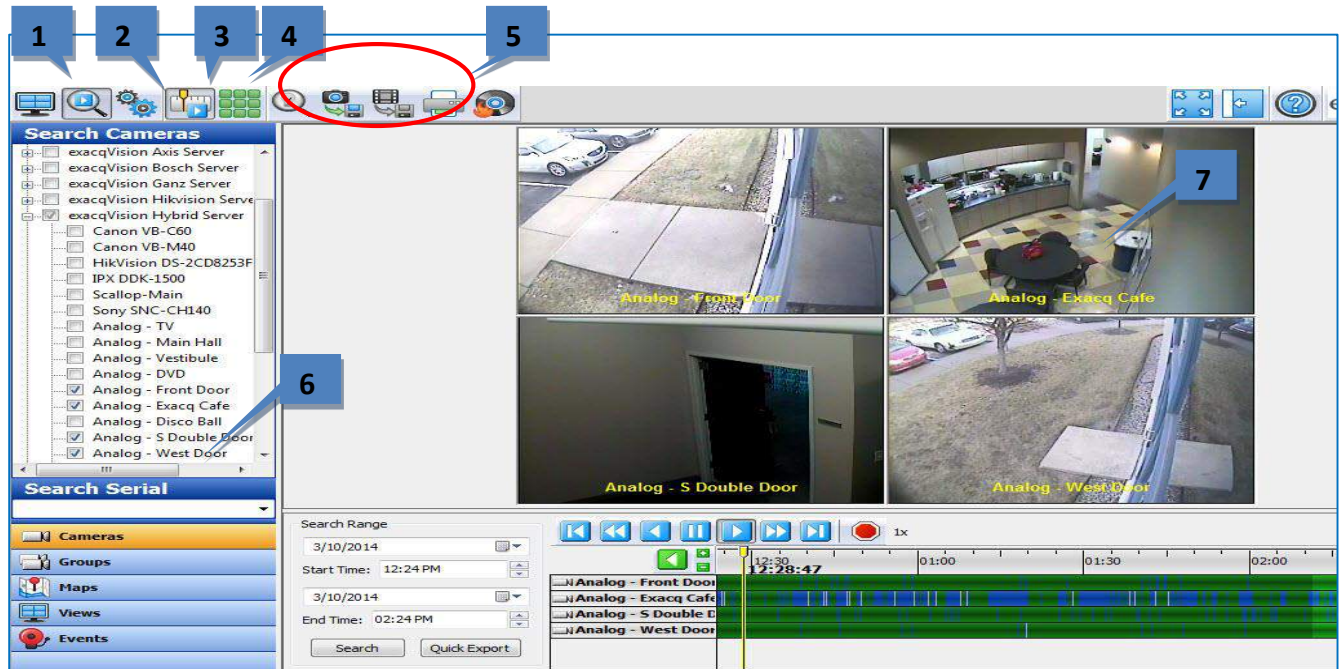 1 2 3 4 5
Search Cameras
exacqVision Axis Server
exacqVision Bosch Server
exacqVision Ganz Server
exacqVision Hikvision Serve
exacqVision Hybrid Server
Canon VB-C60
Canon VB-M40
HikVision DS-2CD8253F
IPX DDK-1500
Scallop-Main
Sony SNC-CH140
Analog - TV
Analog - Main Hall
Analog - Vestibule
Analog - DVD
Analog - Front Door
Analog - Exacq Cafe
Analog - Disco Ball
Analog - S Double Door
Analog - West Door
6
7
Analog - Front Door
Analog - Exacq Cafe
Analog - S Double Door
Analog - West Door
Search Serial
Cameras
Groups
Maps
Views
Events
Search Range
3/10/2014
Start Time: 12:24 PM
3/10/2014
End Time: 02:24 PM
Search Quick Export
1x
12:30 01:00 01:30 02:00
12:28:47
Analog - Front Door
Analog - Exacq Cafe
Analog - S Double D
Analog - West Door